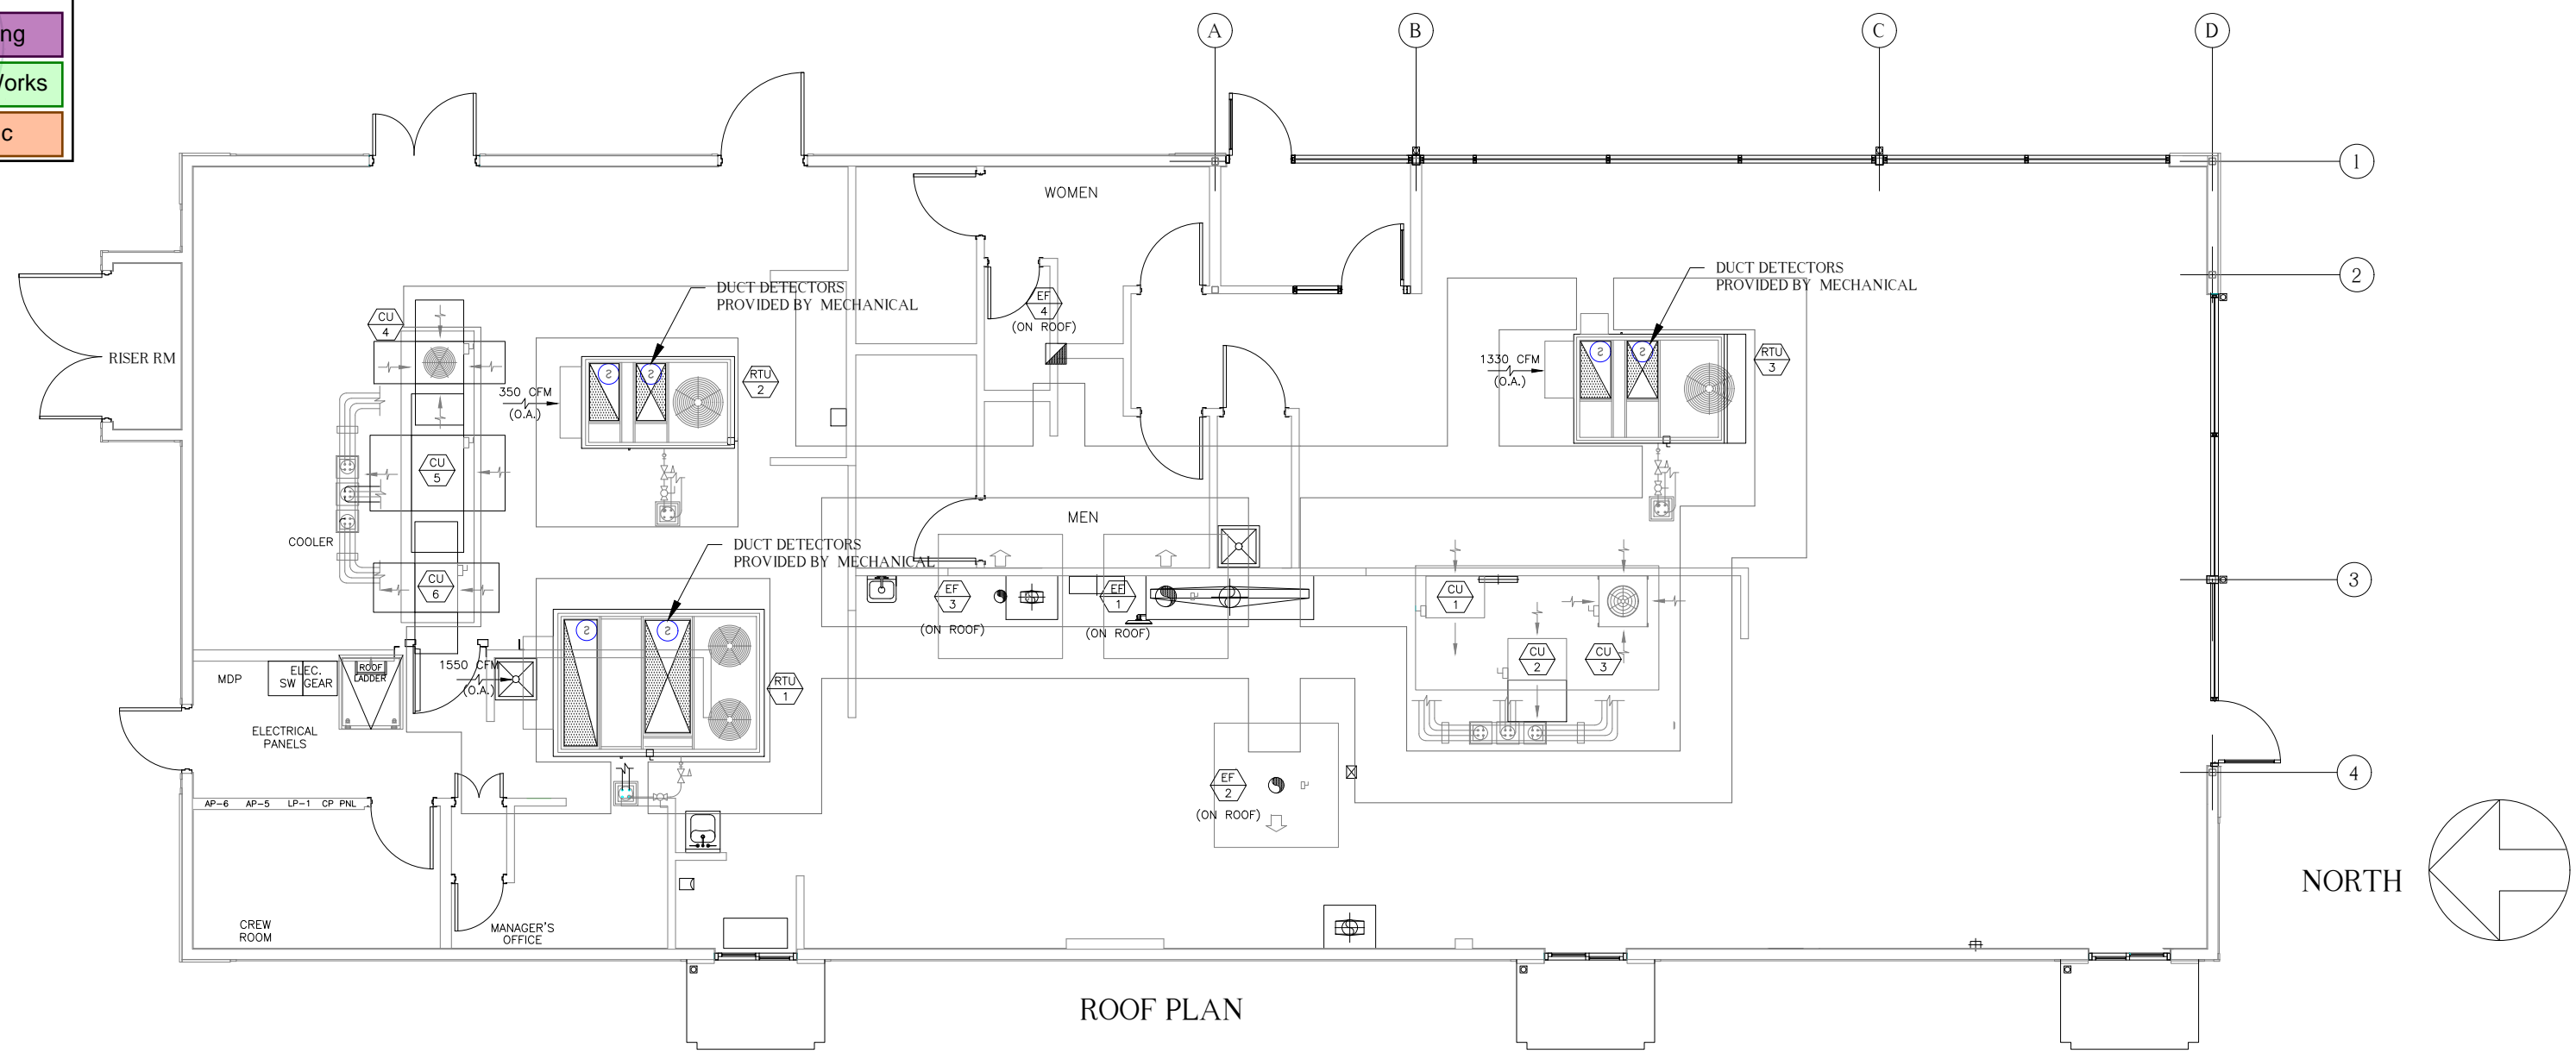 ng
Works
c
A
B
C
D
1
2
3
4
WOMEN
RISER RM
CU
4
DUCT DETECTORS
PROVIDED BY MECHANICAL
EF
4
(ON ROOF)
DUCT DETECTORS
PROVIDED BY MECHANICAL
350 CFM
(O.A.)
RTU
2
1330 CFM
(O.A.)
RTU
3
CU
5
COOLER
CU
6
MEN
DUCT DETECTORS
PROVIDED BY MECHANICAL
EF
3
(ON ROOF)
EF
1
(ON ROOF)
CU
1
CU
2
CU
3
MDP
ELEC.
SW GEAR
ROOF
LADDER
1550 CFM
(O.A.)
RTU
1
ELECTRICAL
PANELS
EF
2
(ON ROOF)
AP-6 AP-5 LP-1 CP PNL
CREW
ROOM
MANAGER'S
OFFICE
NORTH
ROOF PLAN
S
S
S
S
S
S